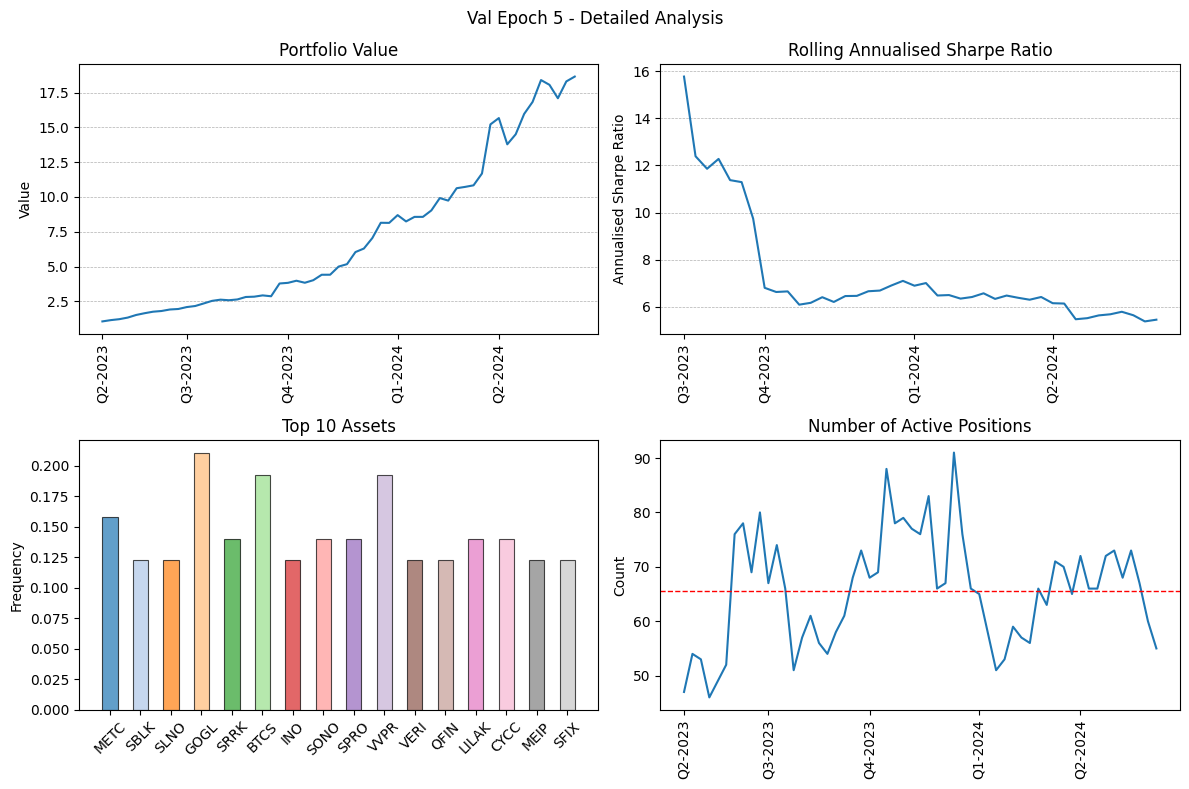 Val Epoch 5 - Detailed Analysis
Portfolio Value
Value
17.5
15.0
12.5
10.0
7.5
5.0
2.5
Q2-2023
Q3-2023
Q4-2023
Q1-2024
Q2-2024
Rolling Annualised Sharpe Ratio
Annualised Sharpe Ratio
16
14
12
10
8
6
Q3-2023
Q4-2023
Q1-2024
Q2-2024
Top 10 Assets
Frequency
0.200
0.175
0.150
0.125
0.100
0.075
0.050
0.025
0.000
METC
SBLK
SLNO
GOGL
SRRK
BTCS
INO
SONO
SPRO
VVPR
VERI
QFIN
LILAK
CYCC
MEIP
SFIX
Number of Active Positions
Count
90
80
70
60
50
Q2-2023
Q3-2023
Q4-2023
Q1-2024
Q2-2024